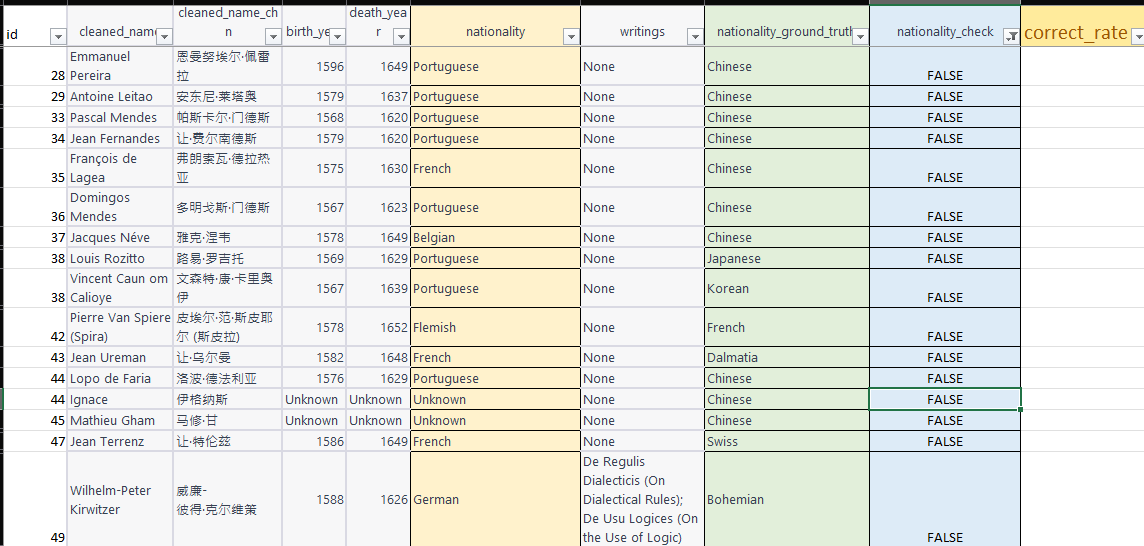 id cleaned_name cleaned_name_chn birth_ye death_year nationality writings nationality_ground_truth nationality_check correct_rate
28 Emmanuel Pereira 恩曼努埃尔·佩雷拉 1596 1649 Portuguese None Chinese FALSE
29 Antoine Leitao 安东尼·莱塔奥 1579 1637 Portuguese None Chinese FALSE
33 Pascal Mendes 帕斯卡尔·门德斯 1568 1620 Portuguese None Chinese FALSE
34 Jean Fernandes 让·费尔南德斯 1579 1620 Portuguese None Chinese FALSE
35 François de Lagea 弗朗索瓦·德拉热亚 1575 1630 French None Chinese FALSE
36 Domingos Mendes 多明戈斯·门德斯 1567 1623 Portuguese None Chinese FALSE
37 Jacques Néve 雅克·涅韦 1578 1649 Belgian None Chinese FALSE
38 Louis Rozitto 路易·罗吉托 1569 1629 Portuguese None Japanese FALSE
38 Vincent Caun om Calioye 文森特·康·卡里奥伊 1567 1639 Portuguese None Korean FALSE
42 Pierre Van Spiere (Spira) 皮埃尔·范·斯皮耶尔 (斯皮拉) 1578 1652 Flemish None French FALSE
43 Jean Ureman 让·乌尔曼 1582 1648 French None Dalmatia FALSE
44 Lopo de Faria 洛波·德法利亚 1576 1629 Portuguese None Chinese FALSE
44 Ignace 伊格纳斯 Unknown Unknown Unknown None Chinese FALSE
45 Mathieu Gham 马修·甘 Unknown Unknown Unknown None Chinese FALSE
47 Jean Terrenz 让·特伦兹 1586 1649 French None Swiss FALSE
49 Wilhelm-Peter Kirwitzer 威廉-彼得·克尔维策 1588 1626 German De Regulis Dialecticis (On Dialectical Rules); De Usu Logices (On the Use of Logic) Bohemian FALSE